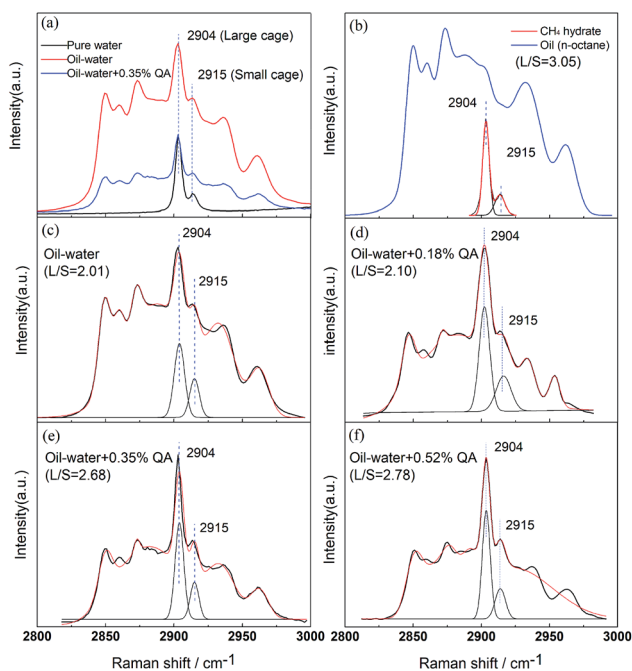 (a)
Pure water
Oil-water
Oil-water+0.35% QA
2904 (Large cage)
2915 (Small cage)
Intensity(a.u.)
(b)
CH₄ hydrate
Oil (n-octane)
(L/S=3.05)
2904
2915
Intensity(a.u.)
(c)
Oil-water
(L/S=2.01)
2904
2915
Intensity(a.u.)
(d)
Oil-water+0.18% QA
(L/S=2.10)
2904
2915
intensity(a.u.)
(e)
Oil-water+0.35% QA
(L/S=2.68)
2904
2915
Intensity(a.u.)
2800 2850 2900 2950 3000
Raman shift / cm⁻¹
(f)
Oil-water+0.52% QA
(L/S=2.78)
2904
2915
Intensity(a.u.)
2800 2850 2900 2950 3000
Raman shift / cm⁻¹